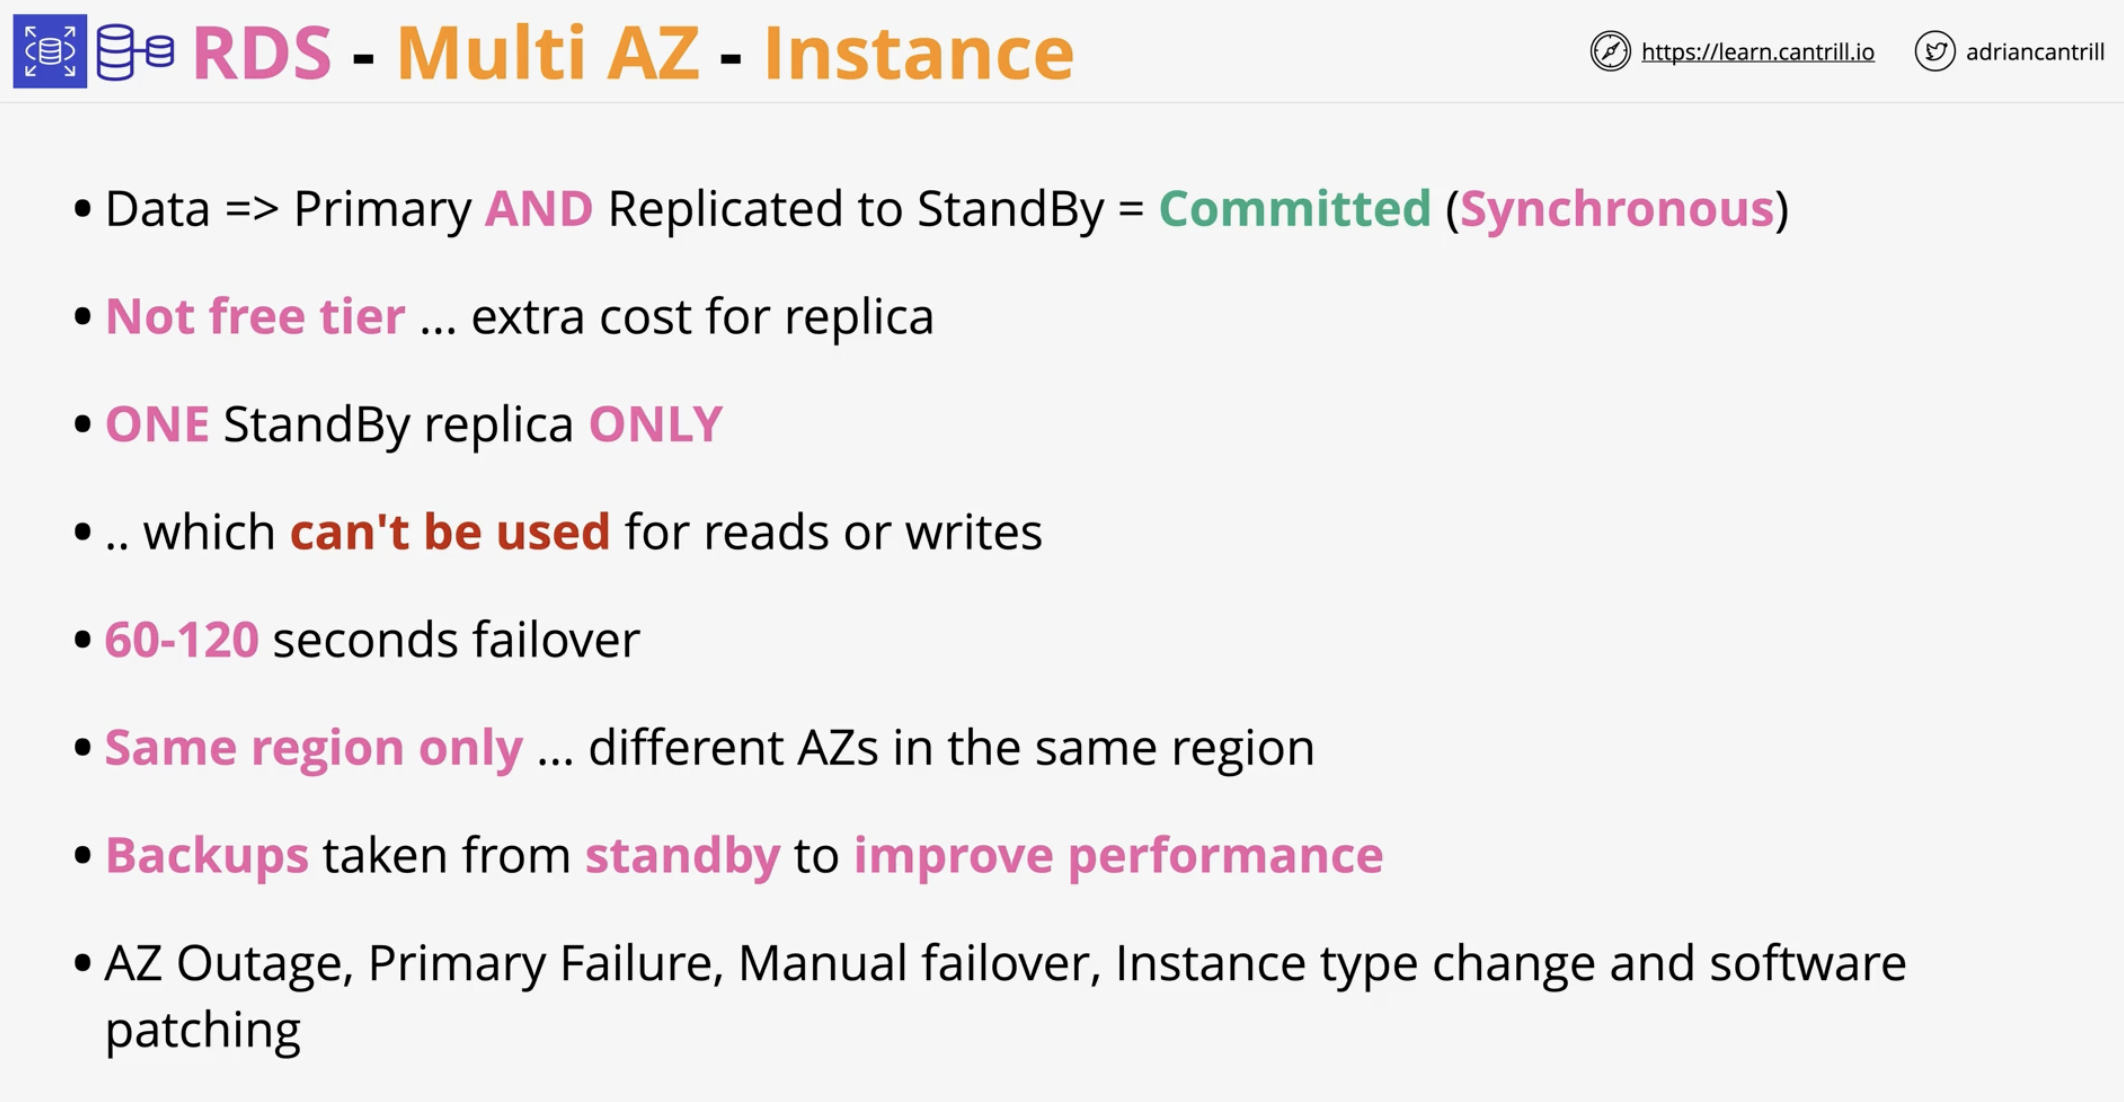 RDS - Multi AZ - Instance
https://learn.cantrill.io
adriancantrill
• Data => Primary AND Replicated to StandBy = Committed (Synchronous)
• Not free tier ... extra cost for replica
• ONE StandBy replica ONLY
• .. which can't be used for reads or writes
• 60-120 seconds failover
• Same region only ... different AZs in the same region
• Backups taken from standby to improve performance
• AZ Outage, Primary Failure, Manual failover, Instance type change and software
patching